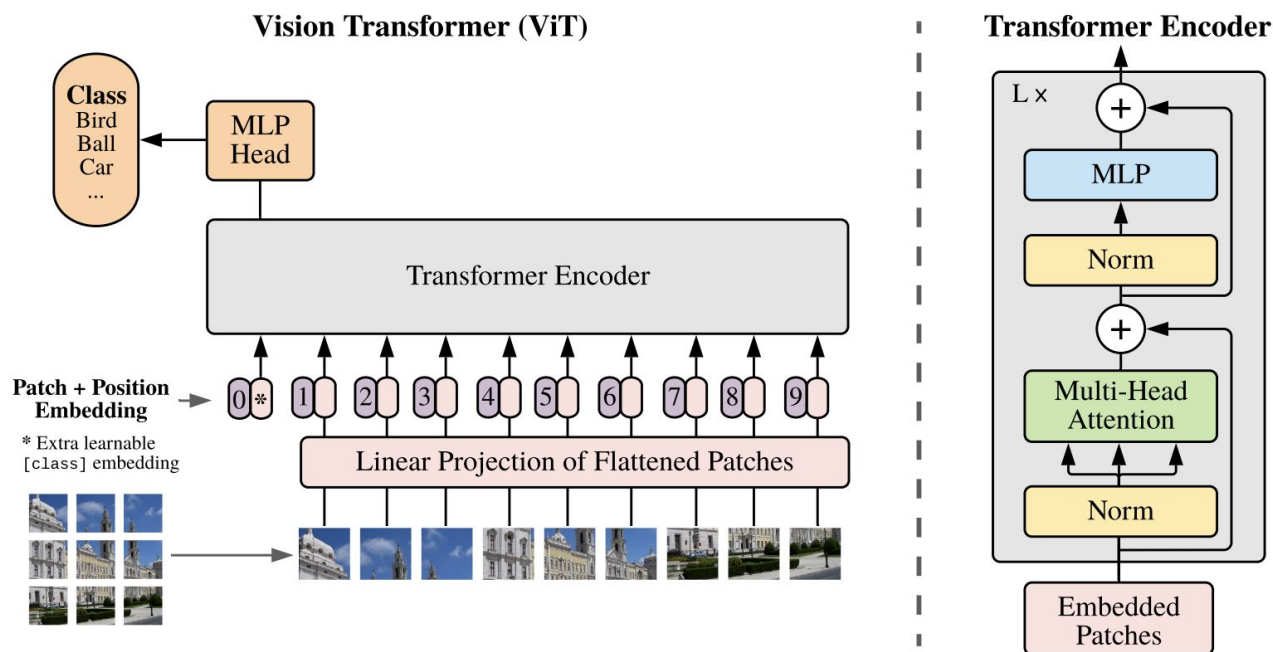 Vision Transformer (ViT)
Class
Bird
Ball
Car
...
MLP
Head
Transformer Encoder
Patch + Position
Embedding
0 * 1 2 3 4 5 6 7 8 9
* Extra learnable
[class] embedding
Linear Projection of Flattened Patches
Transformer Encoder
L ×
+
MLP
Norm
+
Multi-Head
Attention
Norm
Embedded
Patches